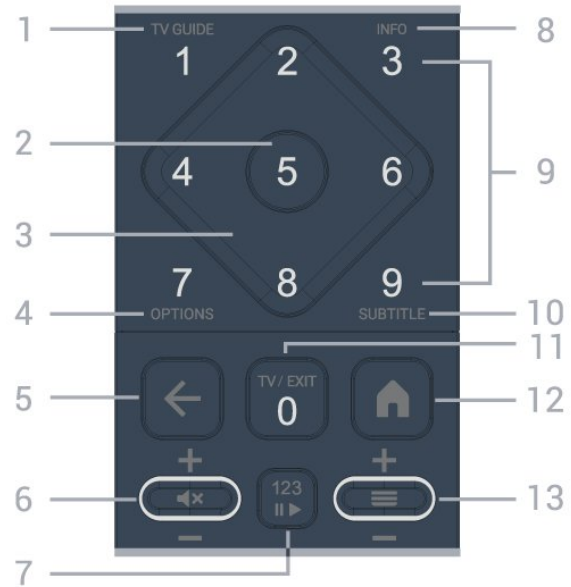 1 TV GUIDE INFO 8
1 2 3
2 9
4 5 6
3
7 8 9
4 OPTIONS SUBTITLE 10
11
TV / EXIT
5 0 12
+ +
6 13
123
- -
7